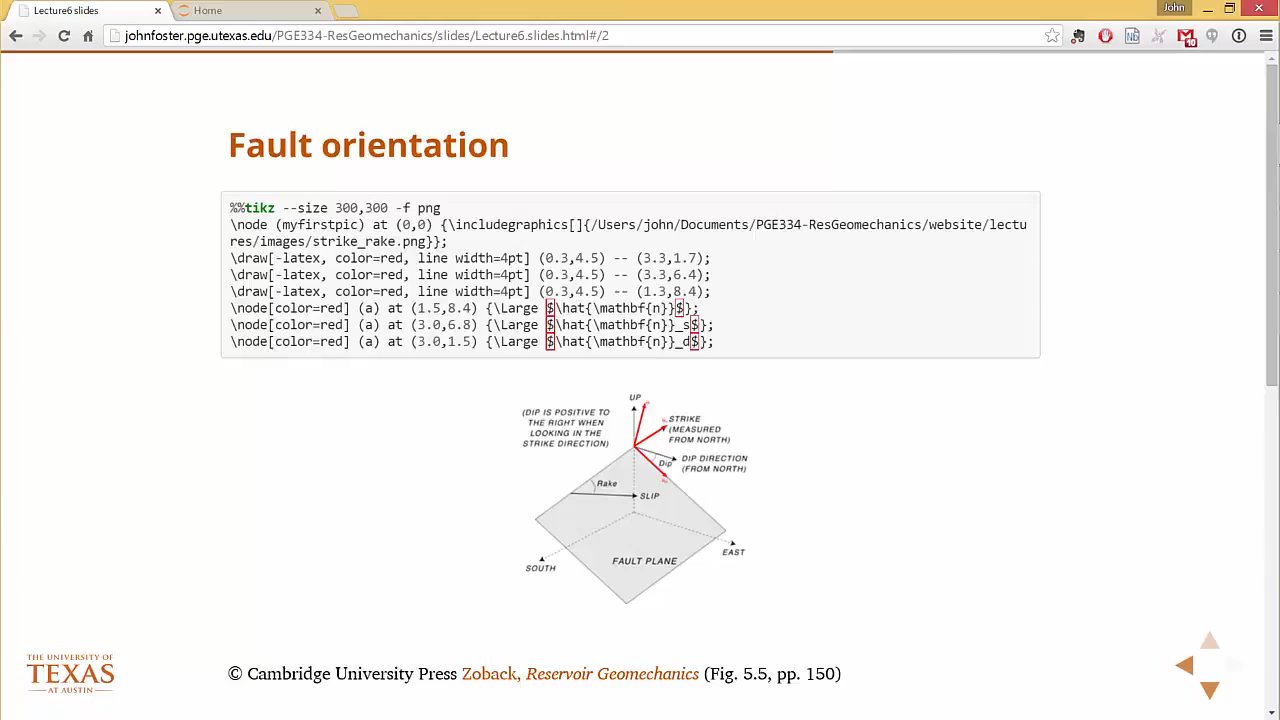 Lecture6 slides
Home
John
johnfoster.pge.utexas.edu/PGE334-ResGeomechanics/slides/Lecture6.slides.html#/2
10
Fault orientation
%%tikz --size 300,300 -f png
\node (myfirstpic) at (0,0) {\includegraphics[]{/Users/john/Documents/PGE334-ResGeomechanics/website/lectu
res/images/strike_rake.png}};
\draw[-latex, color=red, line width=4pt] (0.3,4.5) -- (3.3,1.7);
\draw[-latex, color=red, line width=4pt] (0.3,4.5) -- (3.3,6.4);
\draw[-latex, color=red, line width=4pt] (0.3,4.5) -- (1.3,8.4);
\node[color=red] (a) at (1.5,8.4) {\Large $\hat{\mathbf{n}}$};
\node[color=red] (a) at (3.0,6.8) {\Large $\hat{\mathbf{n}}_s$};
\node[color=red] (a) at (3.0,1.5) {\Large $\hat{\mathbf{n}}_d$};
UP
(DIP IS POSITIVE TO
THE RIGHT WHEN
LOOKING IN THE
STRIKE DIRECTION)
STRIKE
(MEASURED
FROM NORTH)
DIP DIRECTION
(FROM NORTH)
Dip
Rake
SLIP
EAST
FAULT PLANE
SOUTH
THE UNIVERSITY OF
TEXAS
AT AUSTIN
© Cambridge University Press Zoback, Reservoir Geomechanics (Fig. 5.5, pp. 150)